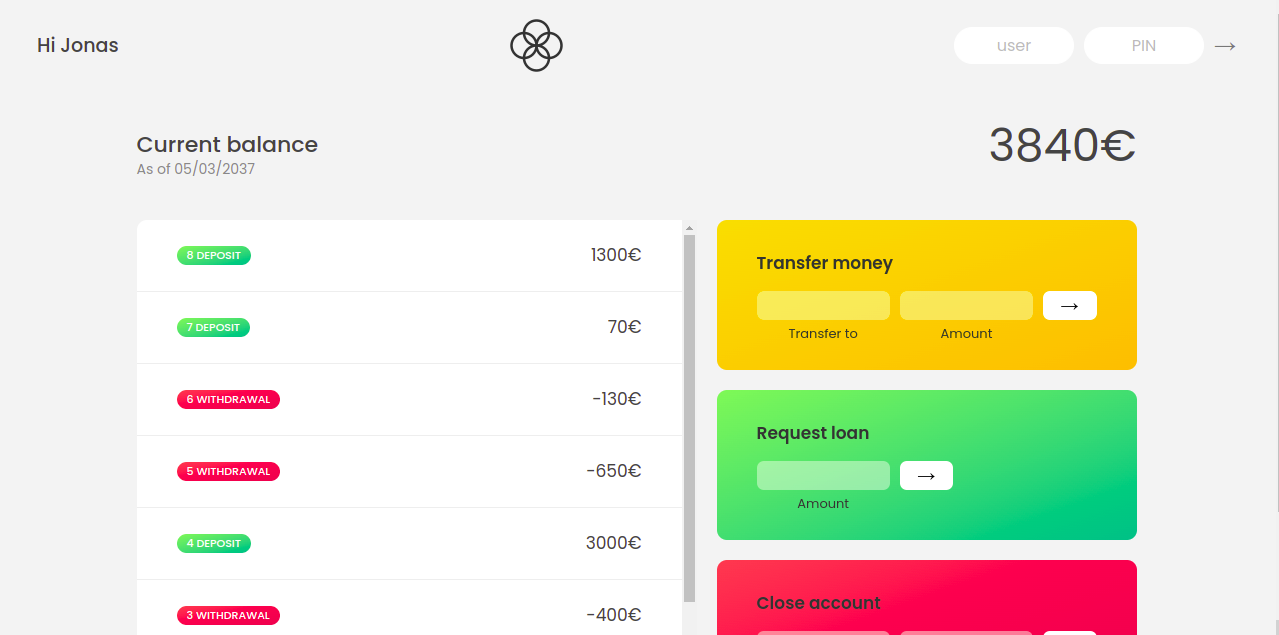 Hi Jonas
user
PIN
→
Current balance
As of 05/03/2037
3840€
8 DEPOSIT 1300€
7 DEPOSIT 70€
6 WITHDRAWAL -130€
5 WITHDRAWAL -650€
4 DEPOSIT 3000€
3 WITHDRAWAL -400€
Transfer money
→
Transfer to Amount
Request loan
→
Amount
Close account